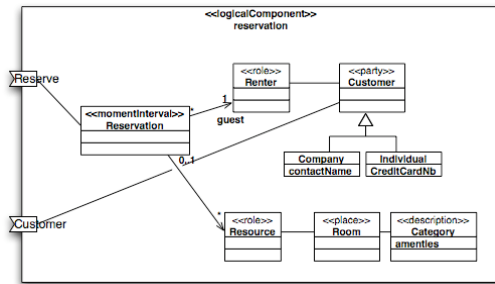 <<logicalComponent>>
reservation
Reserve
<<role>>
Renter
<<party>>
Customer
<<momentInterval>>
Reservation
*
1
guest
0..1
Company
contactName
Individual
CreditCardNb
Customer
*
<<role>>
Resource
<<place>>
Room
<<description>>
Category
amenties